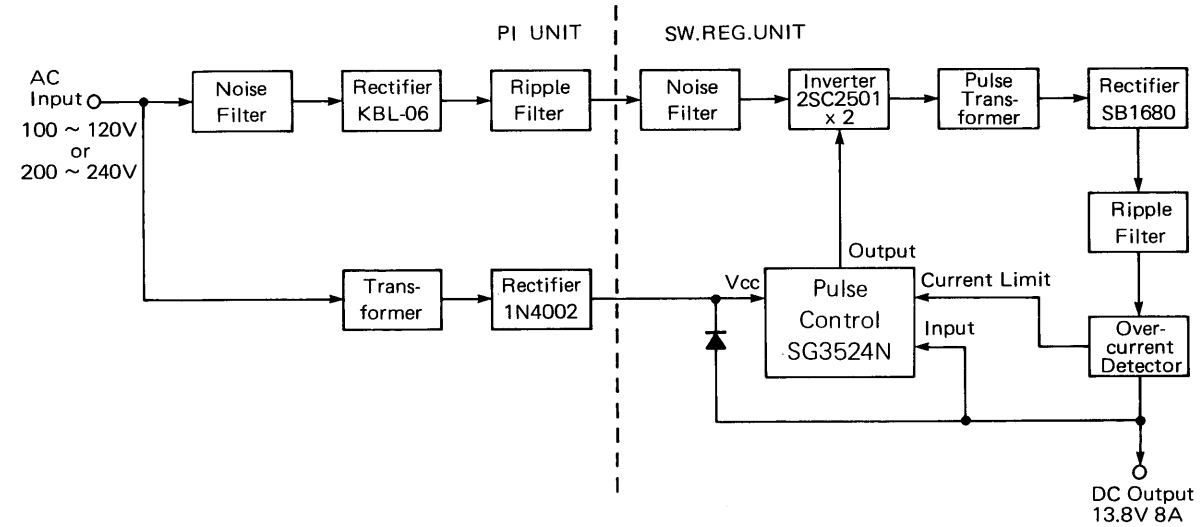 PI UNIT
SW.REG.UNIT
AC
Input
100 ~ 120V
or
200 ~ 240V
Noise
Filter
Rectifier
KBL-06
Ripple
Filter
Noise
Filter
Inverter
2SC2501
x 2
Pulse
Trans-
former
Rectifier
SB1680
Ripple
Filter
Trans-
former
Rectifier
1N4002
Vcc
Output
Pulse
Control
SG3524N
Current Limit
Input
Over-
current
Detector
DC Output
13.8V 8A